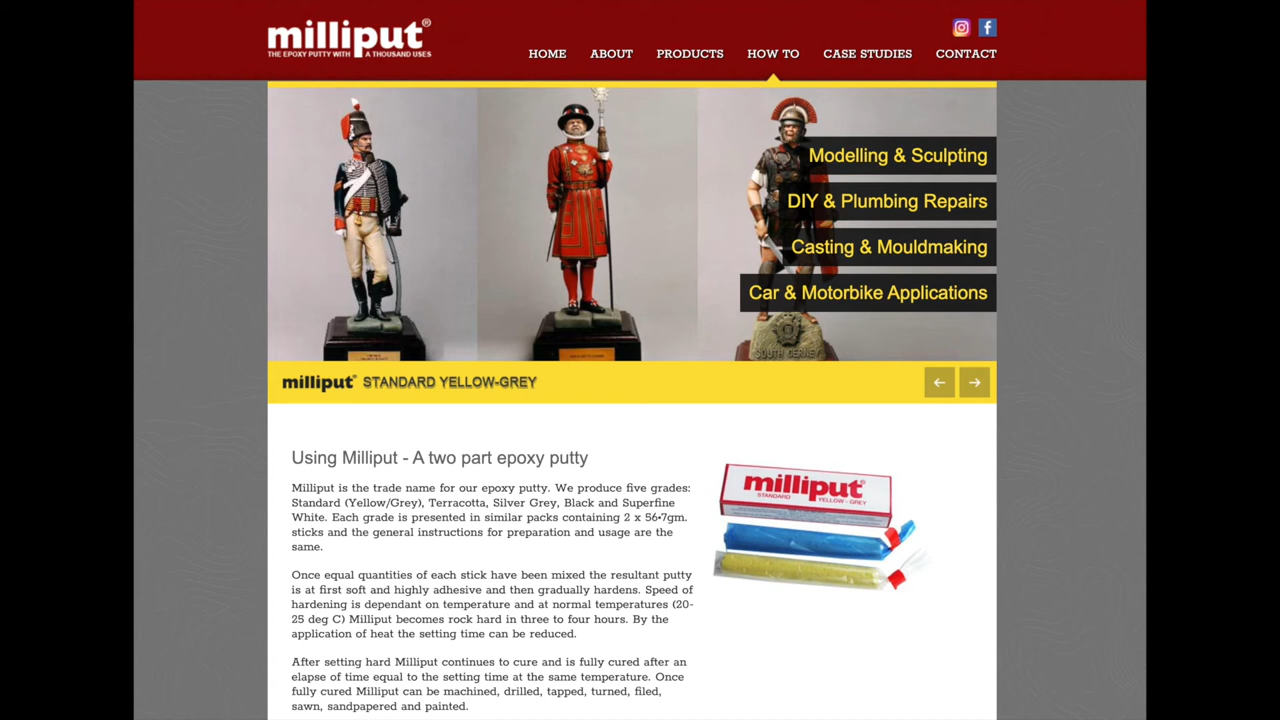 milliput®
THE EPOXY PUTTY WITH A THOUSAND USES
HOME ABOUT PRODUCTS HOW TO CASE STUDIES CONTACT
Modelling & Sculpting
DIY & Plumbing Repairs
Casting & Mouldmaking
Car & Motorbike Applications
milliput® STANDARD YELLOW-GREY
Using Milliput - A two part epoxy putty
Milliput is the trade name for our epoxy putty. We produce five grades:
Standard (Yellow/Grey), Terracotta, Silver Grey, Black and Superfine
White. Each grade is presented in similar packs containing 2 x 56•7gm.
sticks and the general instructions for preparation and usage are the
same.
Once equal quantities of each stick have been mixed the resultant putty
is at first soft and highly adhesive and then gradually hardens. Speed of
hardening is dependant on temperature and at normal temperatures (20-
25 deg C) Milliput becomes rock hard in three to four hours. By the
application of heat the setting time can be reduced.
After setting hard Milliput continues to cure and is fully cured after an
elapse of time equal to the setting time at the same temperature. Once
fully cured Milliput can be machined, drilled, tapped, turned, filed,
sawn, sandpapered and painted.
milliput®
STANDARD YELLOW - GREY